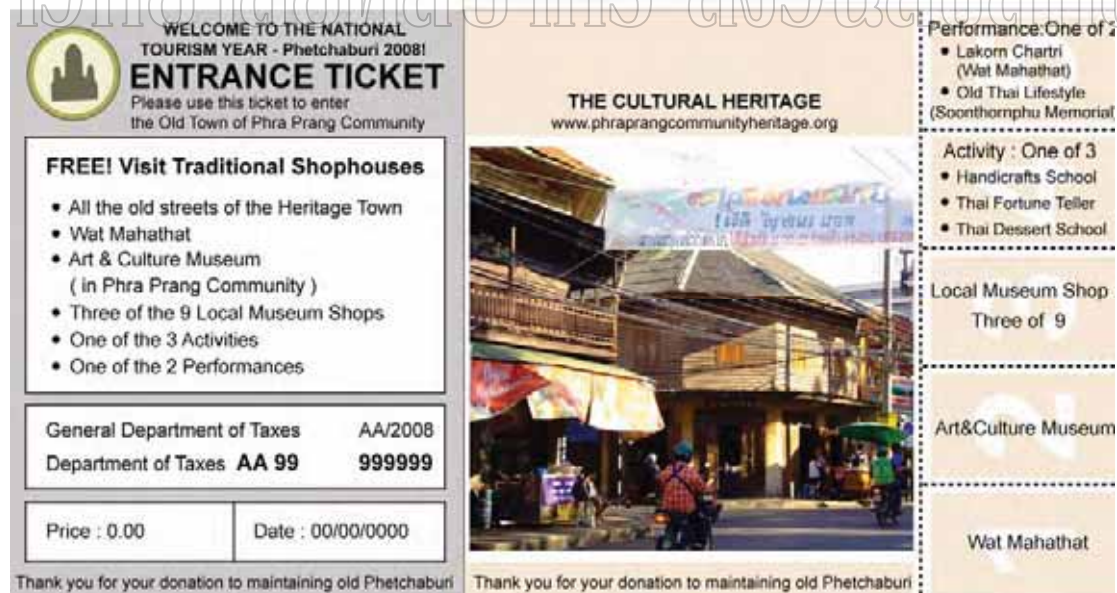 WELCOME TO THE NATIONAL
TOURISM YEAR - Phetchaburi 2008!
ENTRANCE TICKET
Please use this ticket to enter
the Old Town of Phra Prang Community
FREE! Visit Traditional Shophouses
• All the old streets of the Heritage Town
• Wat Mahathat
• Art & Culture Museum
( in Phra Prang Community )
• Three of the 9 Local Museum Shops
• One of the 3 Activities
• One of the 2 Performances
General Department of Taxes AA/2008
Department of Taxes AA 99 999999
Price : 0.00 Date : 00/00/0000
Thank you for your donation to maintaining old Phetchaburi
THE CULTURAL HERITAGE
www.phraprangcommunityheritage.org
Thank you for your donation to maintaining old Phetchaburi
Performance:One of 2
• Lakorn Chartri
(Wat Mahathat)
• Old Thai Lifestyle
(Soonthornphu Memorial)
Activity : One of 3
• Handicrafts School
• Thai Fortune Teller
• Thai Dessert School
Local Museum Shop
Three of 9
Art&Culture Museum
2
Wat Mahathat
1